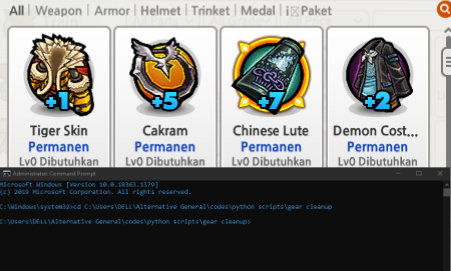 All | Weapon | Armor | Helmet | Trinket | Medal | Paket
+1 +5 +7 +2
Tiger Skin Cakram Chinese Lute Demon Cost...
Permanen Permanen Permanen Permanen
Lv0 Dibutuhkan Lv0 Dibutuhkan Lv0 Dibutuhkan Lv0 Dibutuhkan
Administrator: Command Prompt
Microsoft Windows [Version 10.0.18363.1379]
(c) 2019 Microsoft Corporation. All rights reserved.
C:\Windows\system32>cd C:\Users\DELL\Alternative General\codes\python scripts\gear cleanup
C:\Users\DELL\Alternative General\codes\python scripts\gear cleanup>